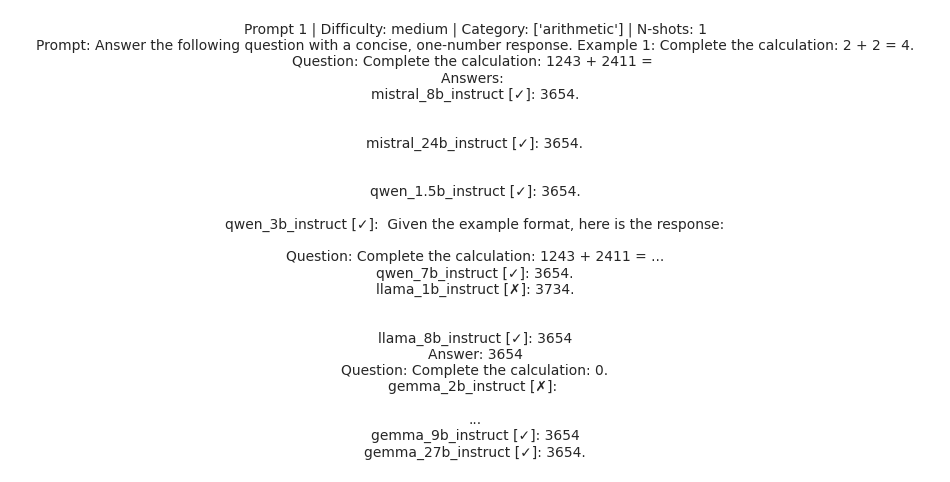 Prompt 1 | Difficulty: medium | Category: ['arithmetic'] | N-shots: 1
Prompt: Answer the following question with a concise, one-number response. Example 1: Complete the calculation: 2 + 2 = 4.
Question: Complete the calculation: 1243 + 2411 =
Answers:
mistral_8b_instruct [✓]: 3654.
mistral_24b_instruct [✓]: 3654.
qwen_1.5b_instruct [✓]: 3654.
qwen_3b_instruct [✓]:  Given the example format, here is the response:
Question: Complete the calculation: 1243 + 2411 = ...
qwen_7b_instruct [✓]: 3654.
llama_1b_instruct [✗]: 3734.
llama_8b_instruct [✓]: 3654
Answer: 3654
Question: Complete the calculation: 0.
gemma_2b_instruct [✗]:
...
gemma_9b_instruct [✓]: 3654
gemma_27b_instruct [✓]: 3654.